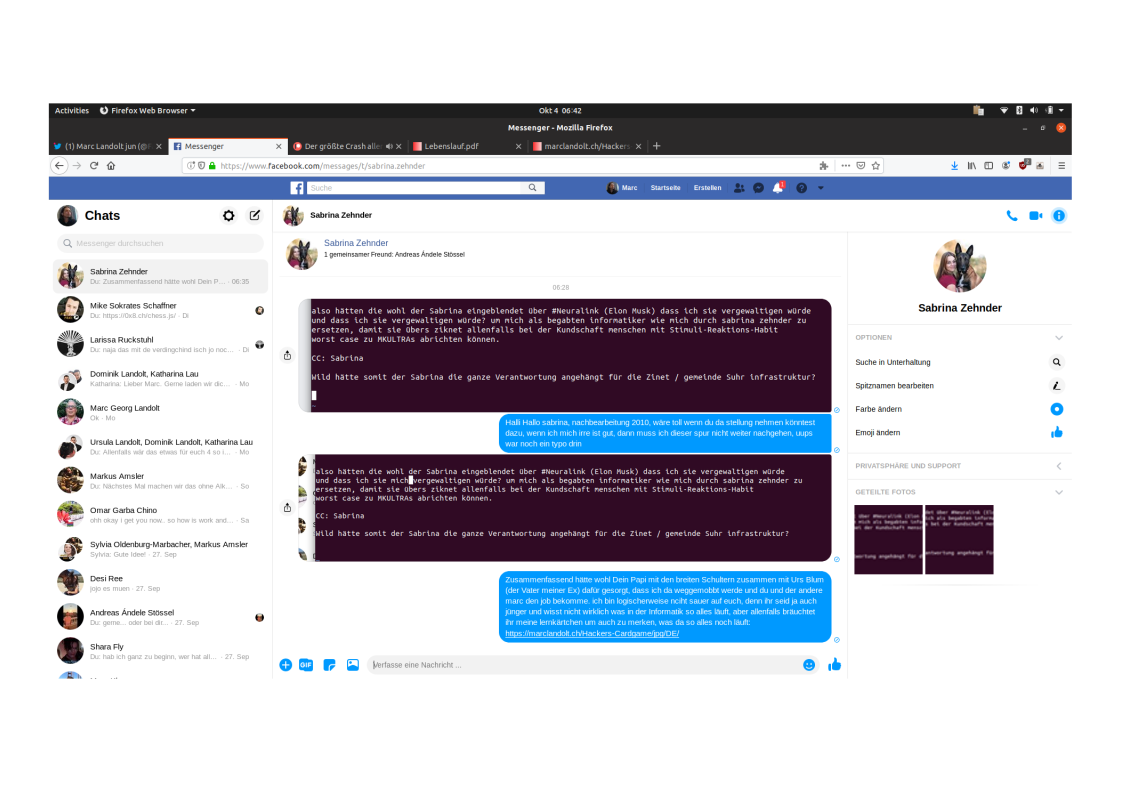 Activities
Firefox Web Browser
Okt 4 06:42
Messenger - Mozilla Firefox
(1) Marc Landolt jun (@F
Messenger
Der größte Crash alle
Lebenslauf.pdf
marclandolt.ch/Hackers
https://www.facebook.com/messages/t/sabrina.zehnder
Suche
Marc
Startseite
Erstellen
Chats
Messenger durchsuchen
Sabrina Zehnder
Du: Zusammenfassend hätte wohl Dein P... · 06:35
Mike Sokrates Schaffner
Du: https://0x8.ch/chess.js/ · Di
Larissa Ruckstuhl
Du: naja das mit de verdingchind isch jo noc... · Di
Dominik Landolt, Katharina Lau
Katharina: Lieber Marc. Gerne laden wir dic... · Mo
Marc Georg Landolt
Ok · Mo
Ursula Landolt, Dominik Landolt, Katharina Lau
Du: Allenfalls wär das etwas für euch 4 so i... · Mo
Markus Amsler
Du: Nächstes Mal machen wir das ohne Alk... · So
Omar Garba Chino
ohh okay i get you now.. so how is work and... · Sa
Sylvia Oldenburg-Marbacher, Markus Amsler
Sylvia: Gute Idee! · 27. Sep
Desi Ree
jojo es muen · 27. Sep
Andreas Ándele Stössel
Du: geme... oder bei dir... · 27. Sep
Shara Fly
Du: hab ich ganz zu beginn, wer hat all... · 27. Sep
Sabrina Zehnder
Sabrina Zehnder
1 gemeinsamer Freund: Andreas Ándele Stössel
06:28
also hätten die wohl der Sabrina eingeblendet über #Neuralink (Elon Musk) dass ich sie vergewaltigen würde
und dass ich sie vergewaltigen würde? um mich als begabten informatiker wie mich durch sabrina zehnder zu
ersetzen, damit sie übers ziknet allenfalls bei der Kundschaft menschen mit Stimuli-Reaktions-Habit
worst case zu MKULTRAs abrichten können.
CC: Sabrina
Wild hätte somit der Sabrina die ganze Verantwortung angehängt für die Zinet / gemeinde Suhr infrastruktur?
Halli Hallo sabrina, nachbearbeitung 2010, wäre toll wenn du da stellung nehmen könntest
dazu, wenn ich mich irre ist gut, dann muss ich dieser spur nicht weiter nachgehen, uups
war noch ein typo drin
also hätten die wohl der Sabrina eingeblendet über #Neuralink (Elon Musk) dass ich sie vergewaltigen würde
und dass ich sie mich vergewaltigen würde? um mich als begabten informatiker wie mich durch sabrina zehnder zu
ersetzen, damit sie übers ziknet allenfalls bei der Kundschaft menschen mit Stimuli-Reaktions-Habit
worst case zu MKULTRAs abrichten können.
CC: Sabrina
Wild hätte somit der Sabrina die ganze Verantwortung angehängt für die Zinet / gemeinde Suhr infrastruktur?
Zusammenfassend hätte wohl Dein Papi mit den breiten Schultern zusammen mit Urs Blum
(der Vater meiner Ex) dafür gesorgt, dass ich da weggemobbt werde und du und der andere
marc den job bekomme. ich bin logischerweise nciht sauer auf euch, denn ihr seid ja auch
jünger und wisst nicht wirklich was in der Informatik so alles läuft, aber allenfalls bräuchtet
ihr meine lernkärtchen um auch zu merken, was da so alles noch läuft:
https://marclandolt.ch/Hackers-Cardgame/jpg/DE/
GIF
Verfasse eine Nachricht ...
Sabrina Zehnder
OPTIONEN
Suche in Unterhaltung
Spitznamen bearbeiten
Farbe ändern
Emoji ändern
PRIVATSPHÄRE UND SUPPORT
GETEILTE FOTOS